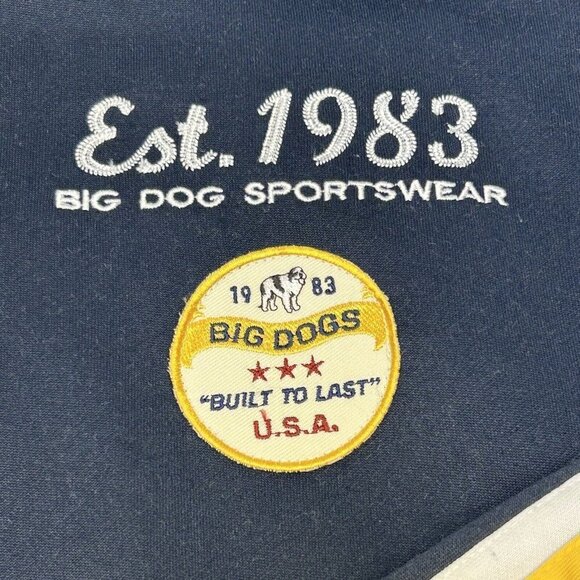 Est. 1983
BIG DOG SPORTSWEAR
19 83
BIG DOGS
"BUILT TO LAST"
U.S.A.